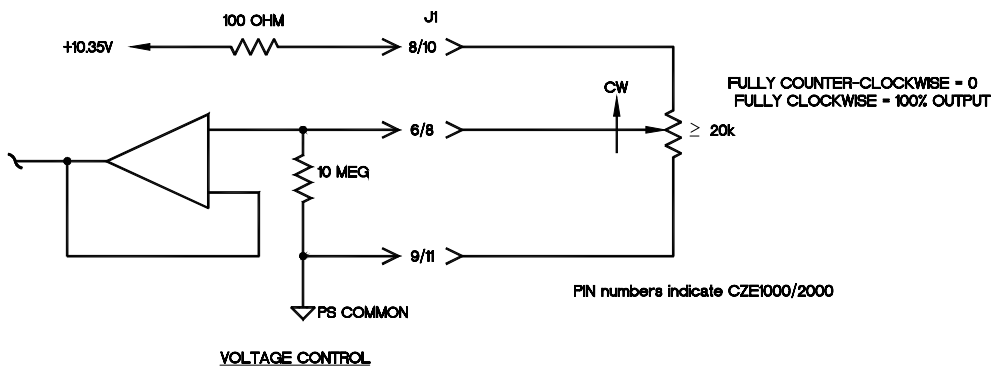 100 OHM
J1
+10.35V
8/10
FULLY COUNTER-CLOCKWISE = 0
FULLY CLOCKWISE = 100% OUTPUT
CW
6/8
≥ 20k
10 MEG
9/11
PIN numbers indicate CZE1000/2000
PS COMMON
VOLTAGE CONTROL